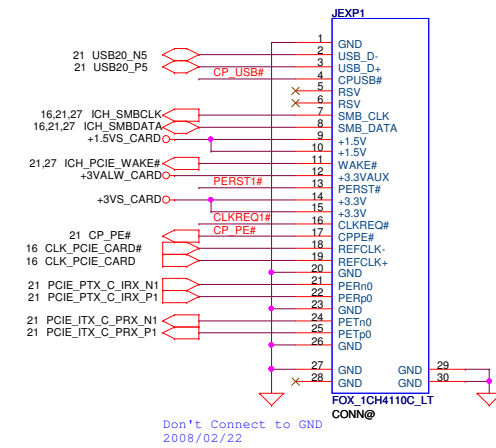 JEXP1
1 GND
21 USB20_N5 2 USB_D-
21 USB20_P5 3 USB_D+
CP_USB# 4 CPUSB#
5 RSV
6 RSV
16,21,27 ICH_SMBCLK 7 SMB_CLK
16,21,27 ICH_SMBDATA 8 SMB_DATA
+1.5VS_CARD 9 +1.5V
10 +1.5V
21,27 ICH_PCIE_WAKE# 11 WAKE#
+3VALW_CARD 12 +3.3VAUX
PERST1# 13 PERST#
+3VS_CARD 14 +3.3V
15 +3.3V
CLKREQ1# 16 CLKREQ#
21 CP_PE# CP_PE# 17 CPPE#
16 CLK_PCIE_CARD# 18 REFCLK-
16 CLK_PCIE_CARD 19 REFCLK+
20 GND
21 PCIE_PTX_C_IRX_N1 21 PERn0
21 PCIE_PTX_C_IRX_P1 22 PERp0
23 GND
21 PCIE_ITX_C_PRX_N1 24 PETn0
21 PCIE_ITX_C_PRX_P1 25 PETp0
26 GND
27 GND GND 29
28 GND GND 30
FOX_1CH4110C_LT
CONN@
Don't Connect to GND
2008/02/22